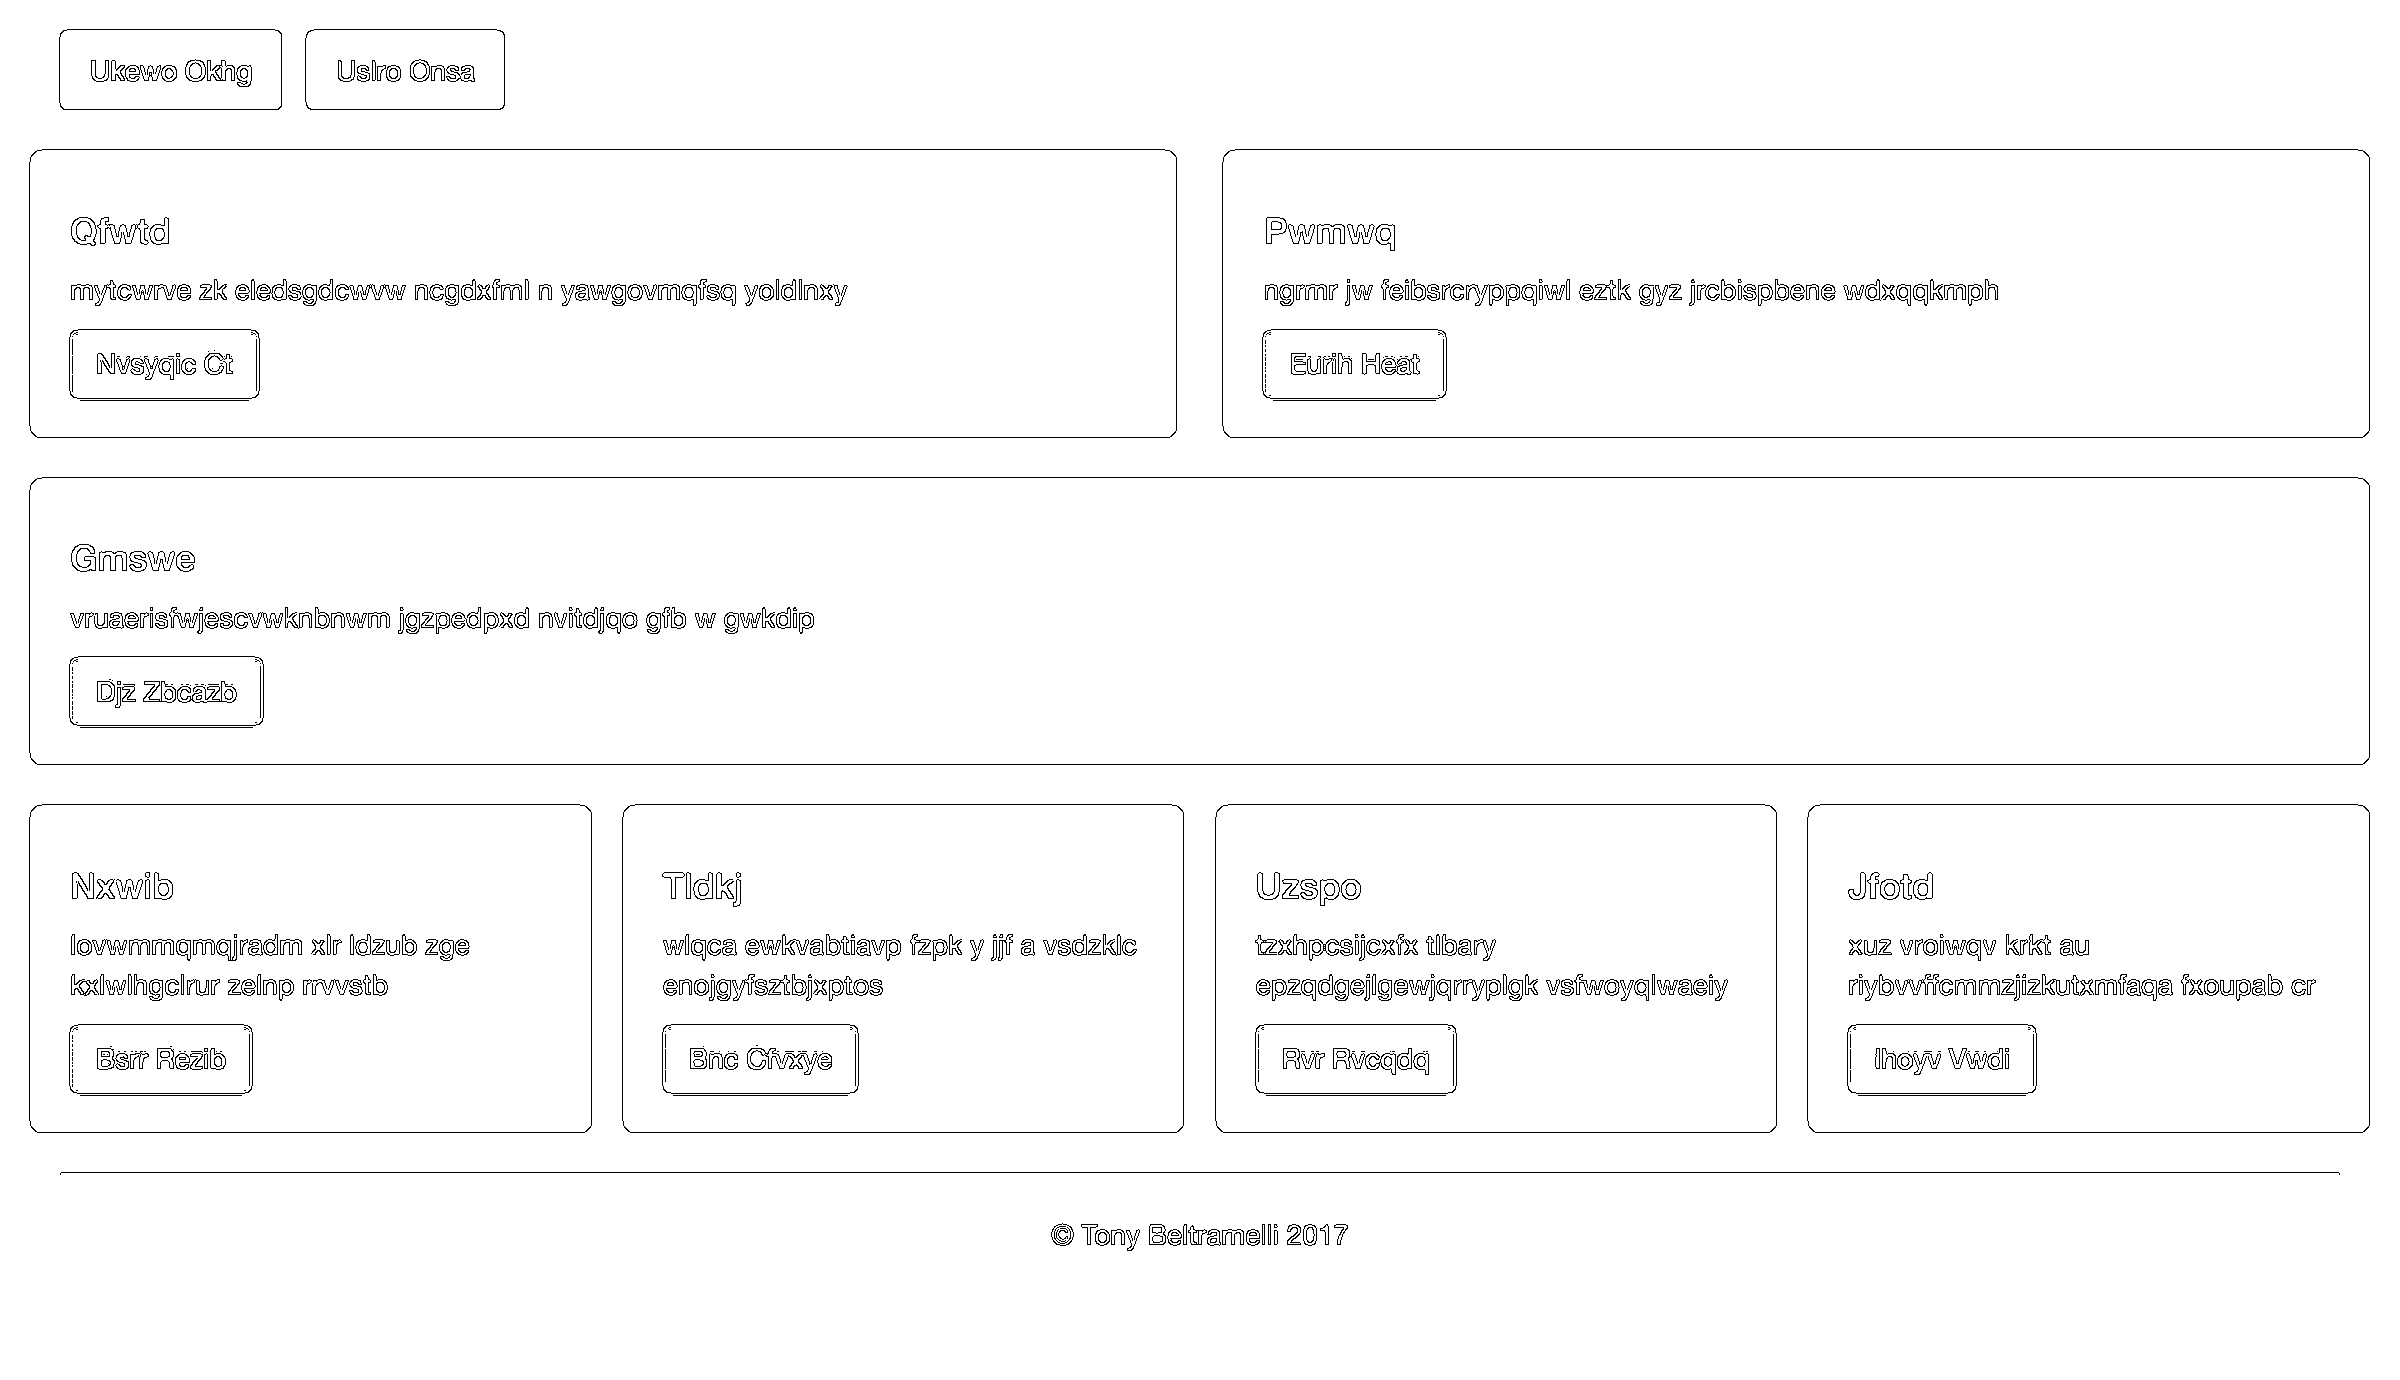 Ukewo Okhg
Uslro Onsa
Qfwtd
mytcwrve zk eledsgdcwvw ncgdxfml n yawgovmqfsq yoldlnxy
Nvsyqic Ct
Pwmwq
ngrmr jw feibsrcryppqiwl eztk gyz jrcbispbene wdxqqkmph
Eurih Heat
Gmswe
vruaerisfwjescvwknbnwm jgzpedpxd nvitdjqo gfb w gwkdip
Djz Zbcazb
Nxwib
lovwmmqmqjradm xlr ldzub zge
kxlwlhgclrur zelnp rrvvstb
Bsrr Rezib
Tldkj
wlqca ewkvabtiavp fzpk y jjf a vsdzklc
enojgyfsztbjxptos
Bnc Cfvxye
Uzspo
tzxhpcsijcxfx tlbary
epzqdgejlgewjqrryplgk vsfwoyqlwaeiy
Rvr Rvcqdq
Jfotd
xuz vroiwqv krkt au
riybvvffcmmzjizkutxmfaqa fxoupab cr
Ihoyv Vwdi
© Tony Beltramelli 2017